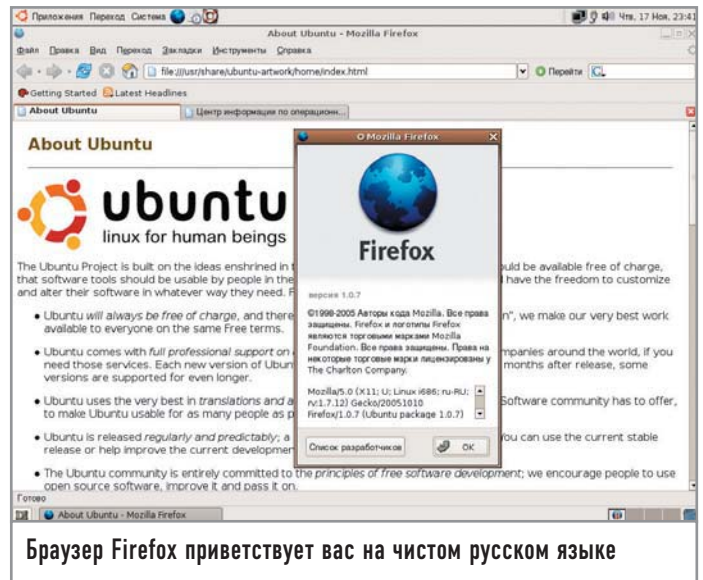 Приложения Переход Система
Чтв, 17 Ноя, 23:41
About Ubuntu - Mozilla Firefox
Файл Правка Вид Переход Закладки Инструменты Справка
file:///usr/share/ubuntu-artwork/home/index.html
Перейти
Getting Started Latest Headlines
About Ubuntu
Центр информации по операционн...
About Ubuntu
ubuntu
linux for human beings
The Ubuntu Project is built on the ideas enshrined in
ould be available free of charge,
that software tools should be usable by people in the
have the freedom to customize
and alter their software in whatever way they need. F
• Ubuntu will always be free of charge, and there
n", we make our very best work
available to everyone on the same Free terms.
• Ubuntu comes with full professional support on
mpanies around the world, if you
need those services. Each new version of Ubun
months after release, some
versions are supported for even longer.
• Ubuntu uses the very best in translations and a
Software community has to offer,
to make Ubuntu usable for as many people as p
• Ubuntu is released regularly and predictably; a
You can use the current stable
release or help improve the current developmen
• The Ubuntu community is entirely committed to the principles of free software development; we encourage people to use
open source software, improve it and pass it on.
О Mozilla Firefox
Firefox
версия 1.0.7
©1998-2005 Авторы кода Mozilla. Все права
защищены. Firefox и логотипы Firefox
являются торговыми марками Mozilla
Foundation. Все права защищены. Права на
некоторые торговые марки лицензированы у
The Charlton Company.
Mozilla/5.0 (X11; U; Linux i686; ru-RU;
rv:1.7.12) Gecko/20051010
Firefox/1.0.7 (Ubuntu package 1.0.7)
Список разработчиков
ОК
Готово
About Ubuntu - Mozilla Firefox
Браузер Firefox приветствует вас на чистом русском языке